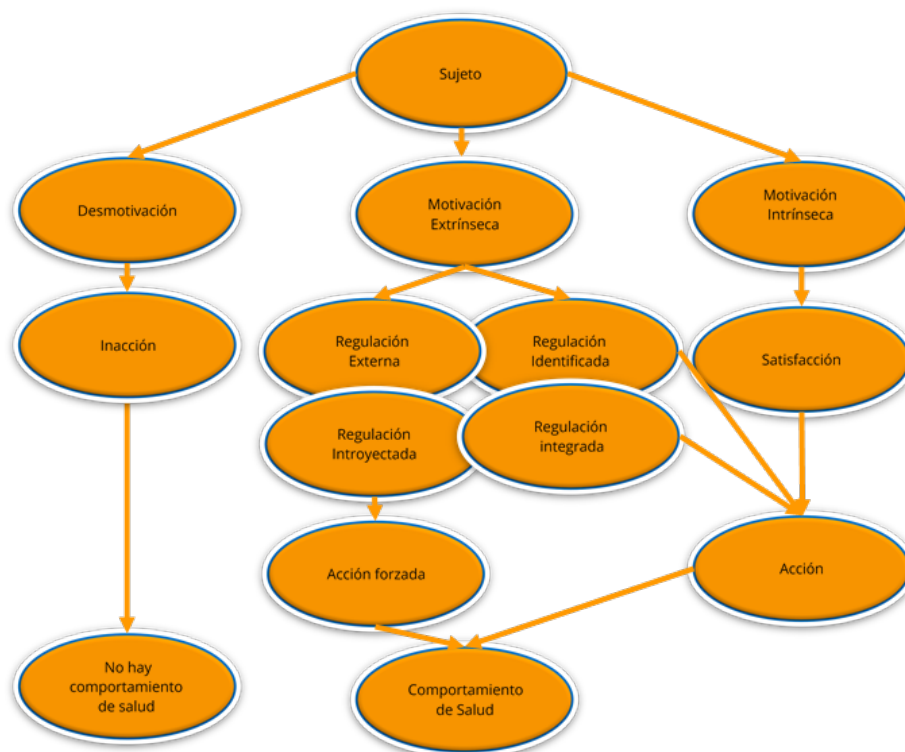 Sujeto
Desmotivación
Motivación
Extrínseca
Motivación
Intrínseca
Inacción
Regulación
Externa
Regulación
Identificada
Satisfacción
Regulación
Introyectada
Regulación
integrada
Acción forzada
Acción
No hay
comportamiento
de salud
Comportamiento
de Salud